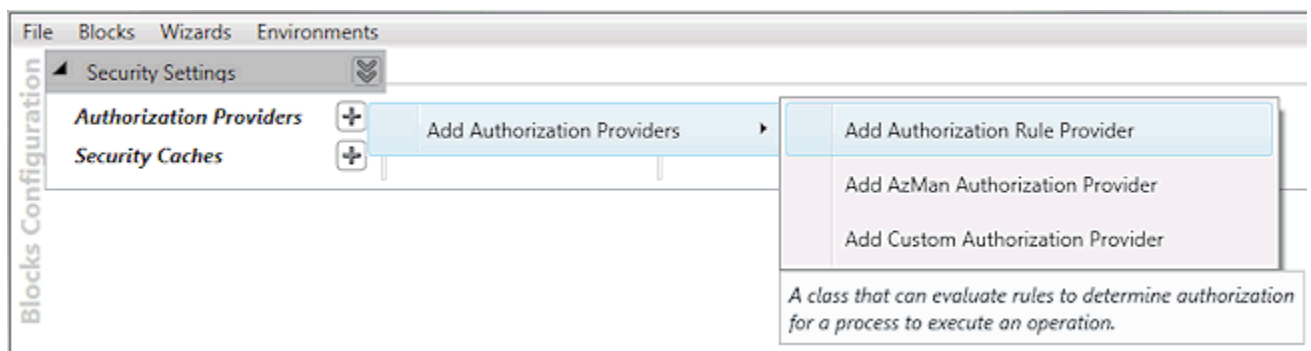 File Blocks Wizards Environments
Security Settings
Authorization Providers
Security Caches
Add Authorization Providers
Add Authorization Rule Provider
Add AzMan Authorization Provider
Add Custom Authorization Provider
A class that can evaluate rules to determine authorization
for a process to execute an operation.
Blocks Configuration